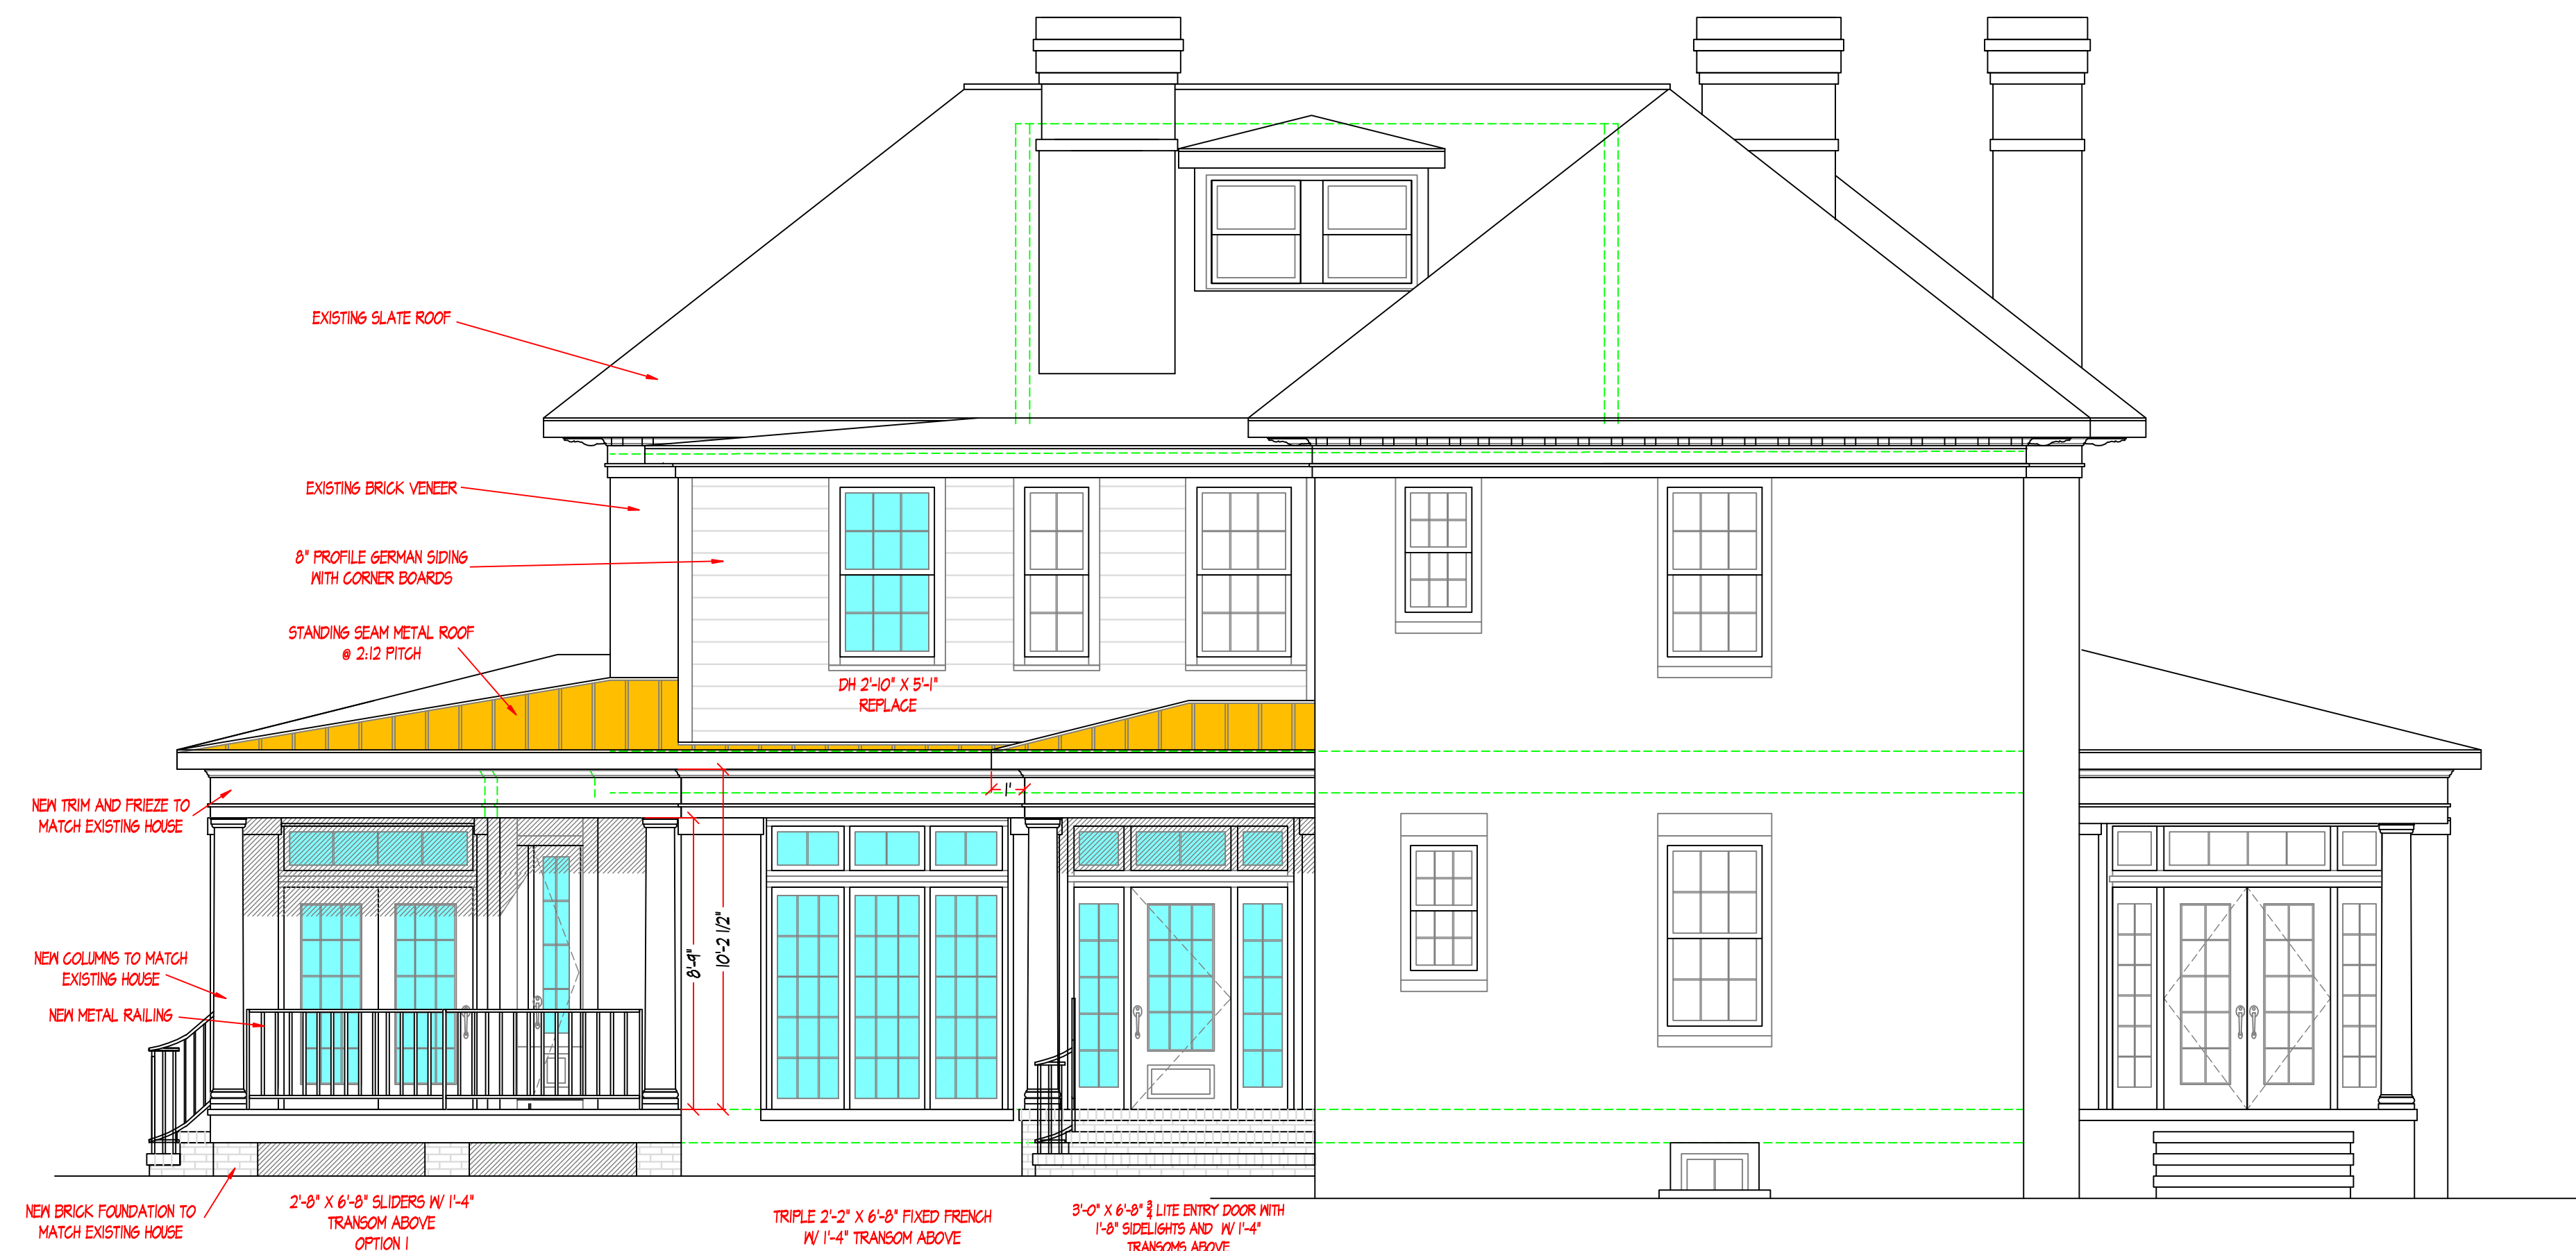 EXISTING SLATE ROOF
EXISTING BRICK VENEER
8" PROFILE GERMAN SIDING
WITH CORNER BOARDS
STANDING SEAM METAL ROOF
@ 2:12 PITCH
DH 2'-10" X 5'-1"
REPLACE
1'
NEW TRIM AND FRIEZE TO
MATCH EXISTING HOUSE
8'-9"
10'-2 1/2"
NEW COLUMNS TO MATCH
EXISTING HOUSE
NEW METAL RAILING
NEW BRICK FOUNDATION TO
MATCH EXISTING HOUSE
2'-8" X 6'-8" SLIDERS W/ 1'-4"
TRANSOM ABOVE
OPTION 1
TRIPLE 2'-2" X 6'-8" FIXED FRENCH
W/ 1'-4" TRANSOM ABOVE
3'-0" X 6'-8" 3/4 LITE ENTRY DOOR WITH
1'-8" SIDELIGHTS AND W/ 1'-4"
TRANSOMS ABOVE